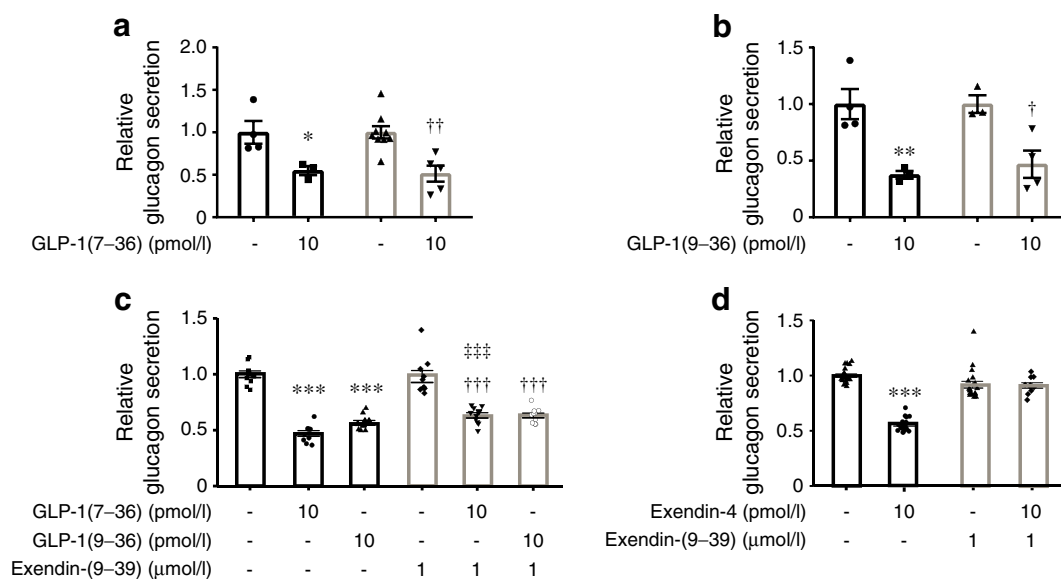 a
Relative
glucagon secretion
2.0
1.5
1.0
0.5
0
* ††
GLP-1(7–36) (pmol/l) - 10 - 10
b
Relative
glucagon secretion
1.5
1.0
0.5
0
** †
GLP-1(9–36) (pmol/l) - 10 - 10
c
Relative
glucagon secretion
1.5
1.0
0.5
0
‡‡‡
*** *** ††† †††
GLP-1(7–36) (pmol/l) - 10 - - 10 -
GLP-1(9–36) (pmol/l) - - 10 - - 10
Exendin-(9–39) (μmol/l) - - - 1 1 1
d
Relative
glucagon secretion
1.5
1.0
0.5
0
***
Exendin-4 (pmol/l) - 10 - 10
Exendin-(9–39) (μmol/l) - - 1 1